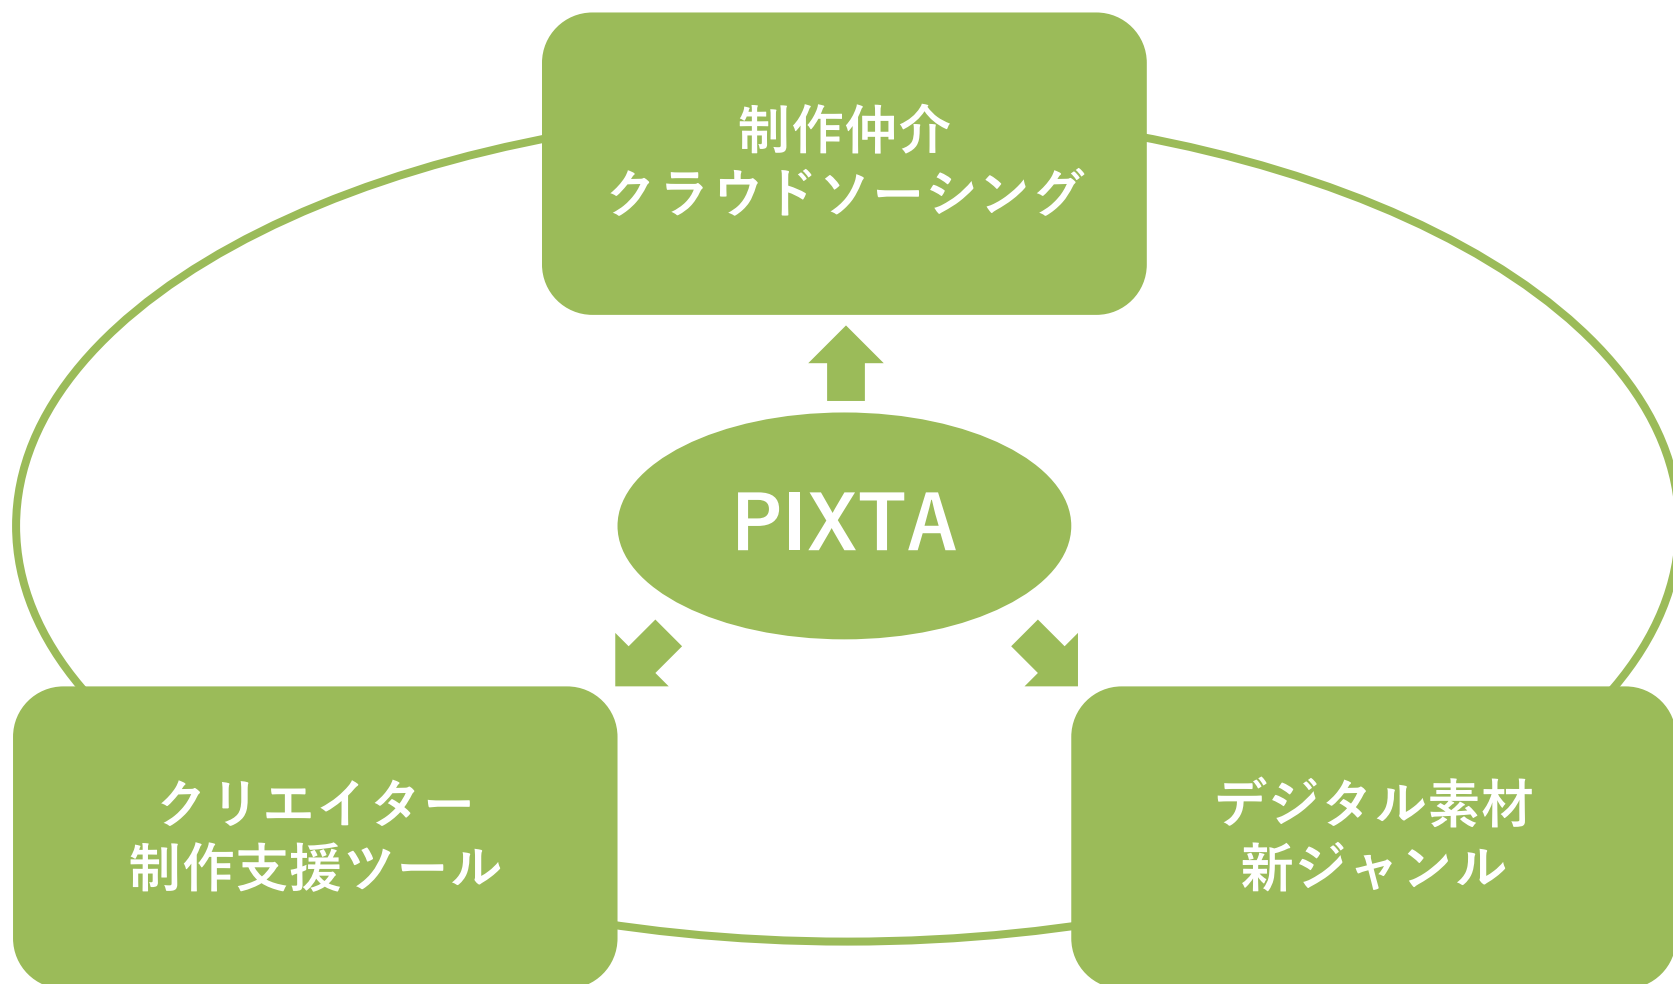 制作仲介
クラウドソーシング
PIXTA
クリエイター
制作支援ツール
デジタル素材
新ジャンル